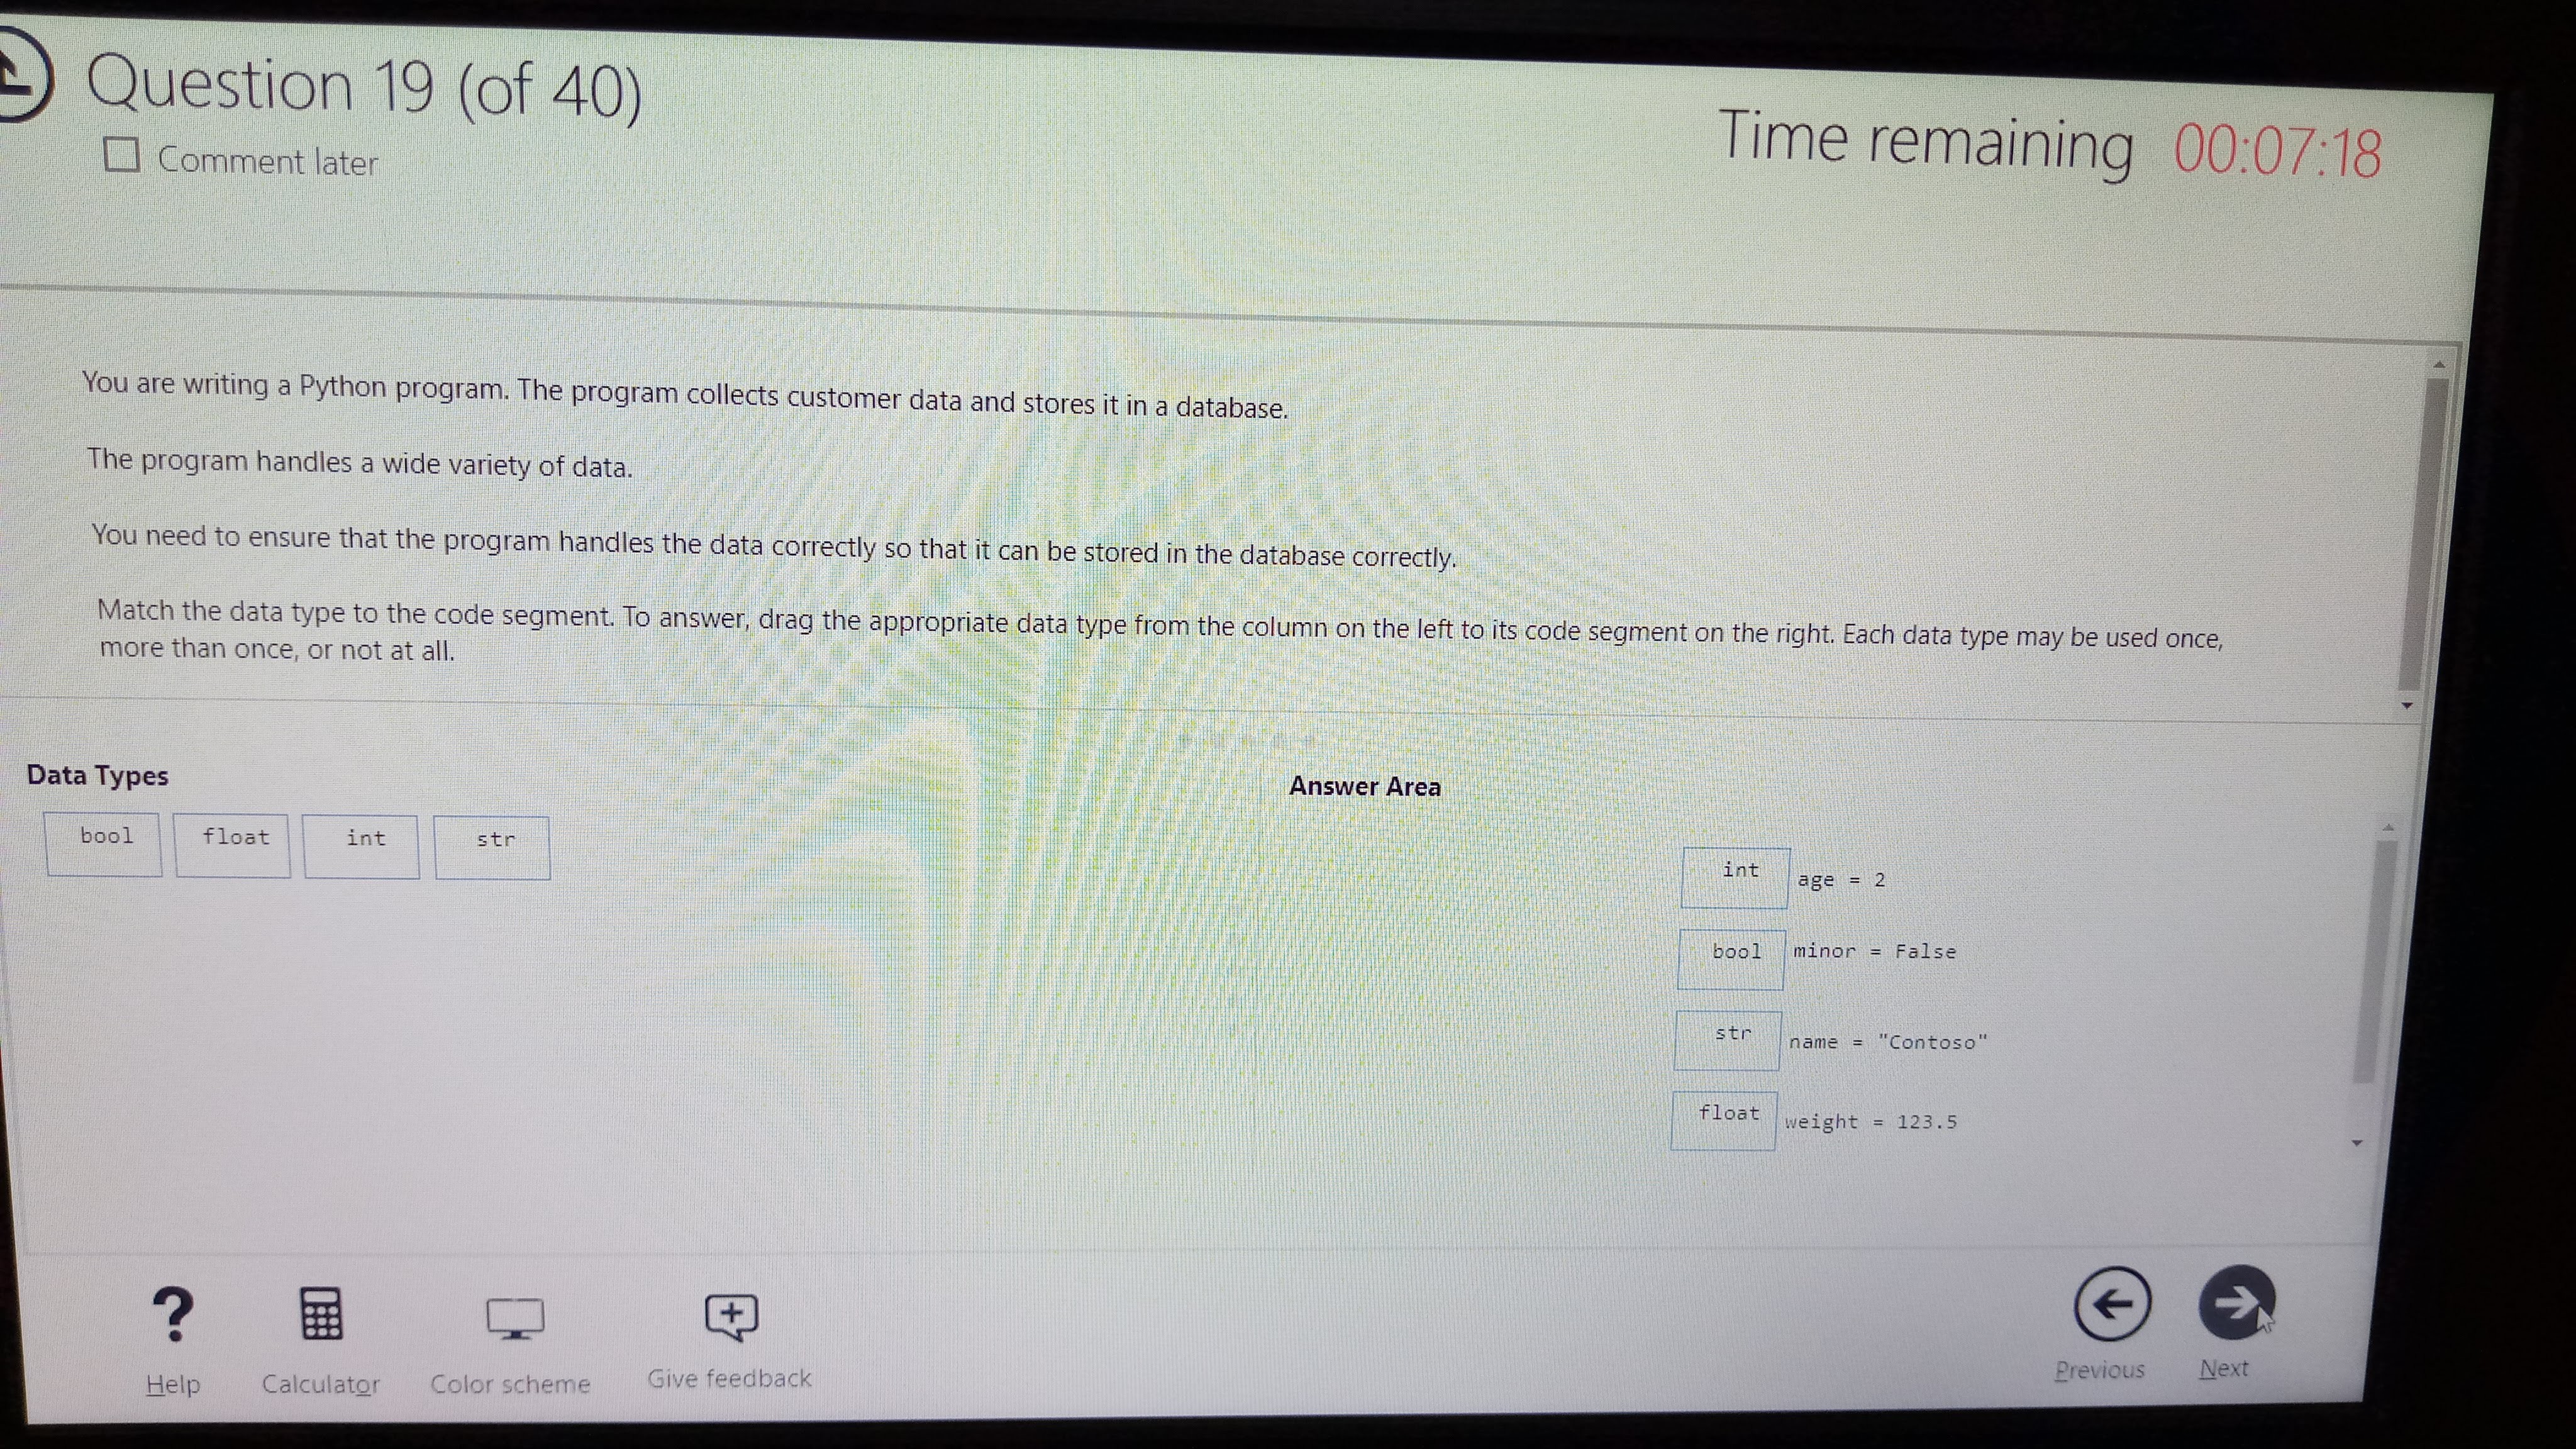 Question 19 (of 40)
Comment later
Time remaining 00:07:18
You are writing a Python program. The program collects customer data and stores it in a database.
The program handles a wide variety of data.
You need to ensure that the program handles the data correctly so that it can be stored in the database correctly.
Match the data type to the code segment. To answer, drag the appropriate data type from the column on the left to its code segment on the right. Each data type may be used once,
more than once, or not at all.
Data Types
Answer Area
bool float int str
int age = 2
bool minor = False
str name = "Contoso"
float weight = 123.5
? Help
Calculator
Color scheme
Give feedback
Previous
Next